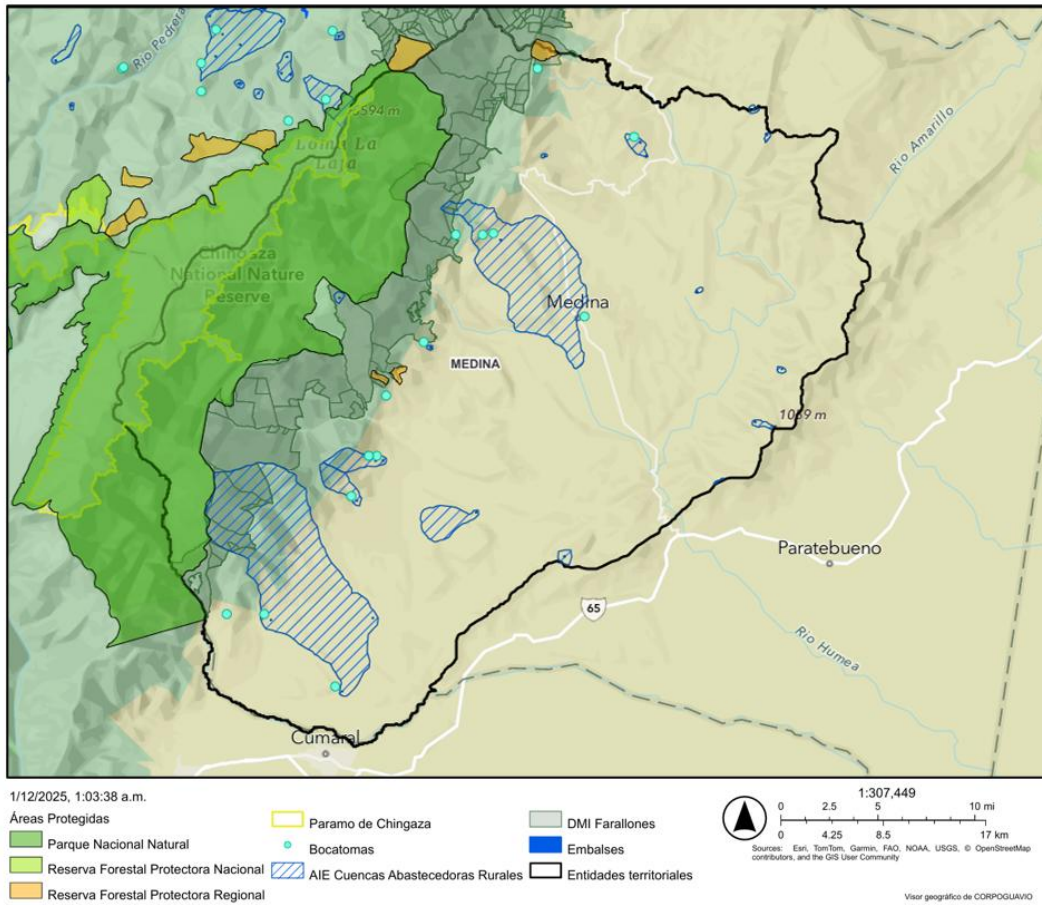 Rio Pedrera
3594 m
Loma La
Laja
Rio Amarillo
Chingaza
National Nature
Reserve
Medina
MEDINA
1069 m
Paratebueno
65
Rio Humea
Cumaral
1/12/2025, 1:03:38 a.m.
Áreas Protegidas
Parque Nacional Natural
Reserva Forestal Protectora Nacional
Reserva Forestal Protectora Regional
Paramo de Chingaza
Bocatomas
AIE Cuencas Abastecedoras Rurales
DMI Farallones
Embalses
Entidades territoriales
1:307,449
0 2.5 5 10 mi
0 4.25 8.5 17 km
Sources: Esri, TomTom, Garmin, FAO, NOAA, USGS, © OpenStreetMap
contributors, and the GIS User Community
Visor geográfico de CORPOGUAVIO